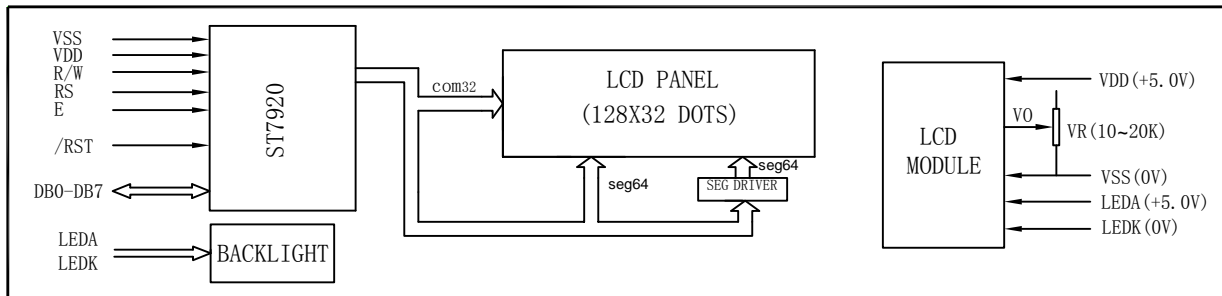 VSS
VDD
R/W
RS
E
/RST
DB0-DB7
ST7920
LEDA
LEDK
BACKLIGHT
com32
LCD PANEL
(128X32 DOTS)
seg64
seg64
SEG DRIVER
LCD
MODULE
VDD(+5.0V)
VO
VR(10~20K)
VSS(0V)
LEDA(+5.0V)
LEDK(0V)